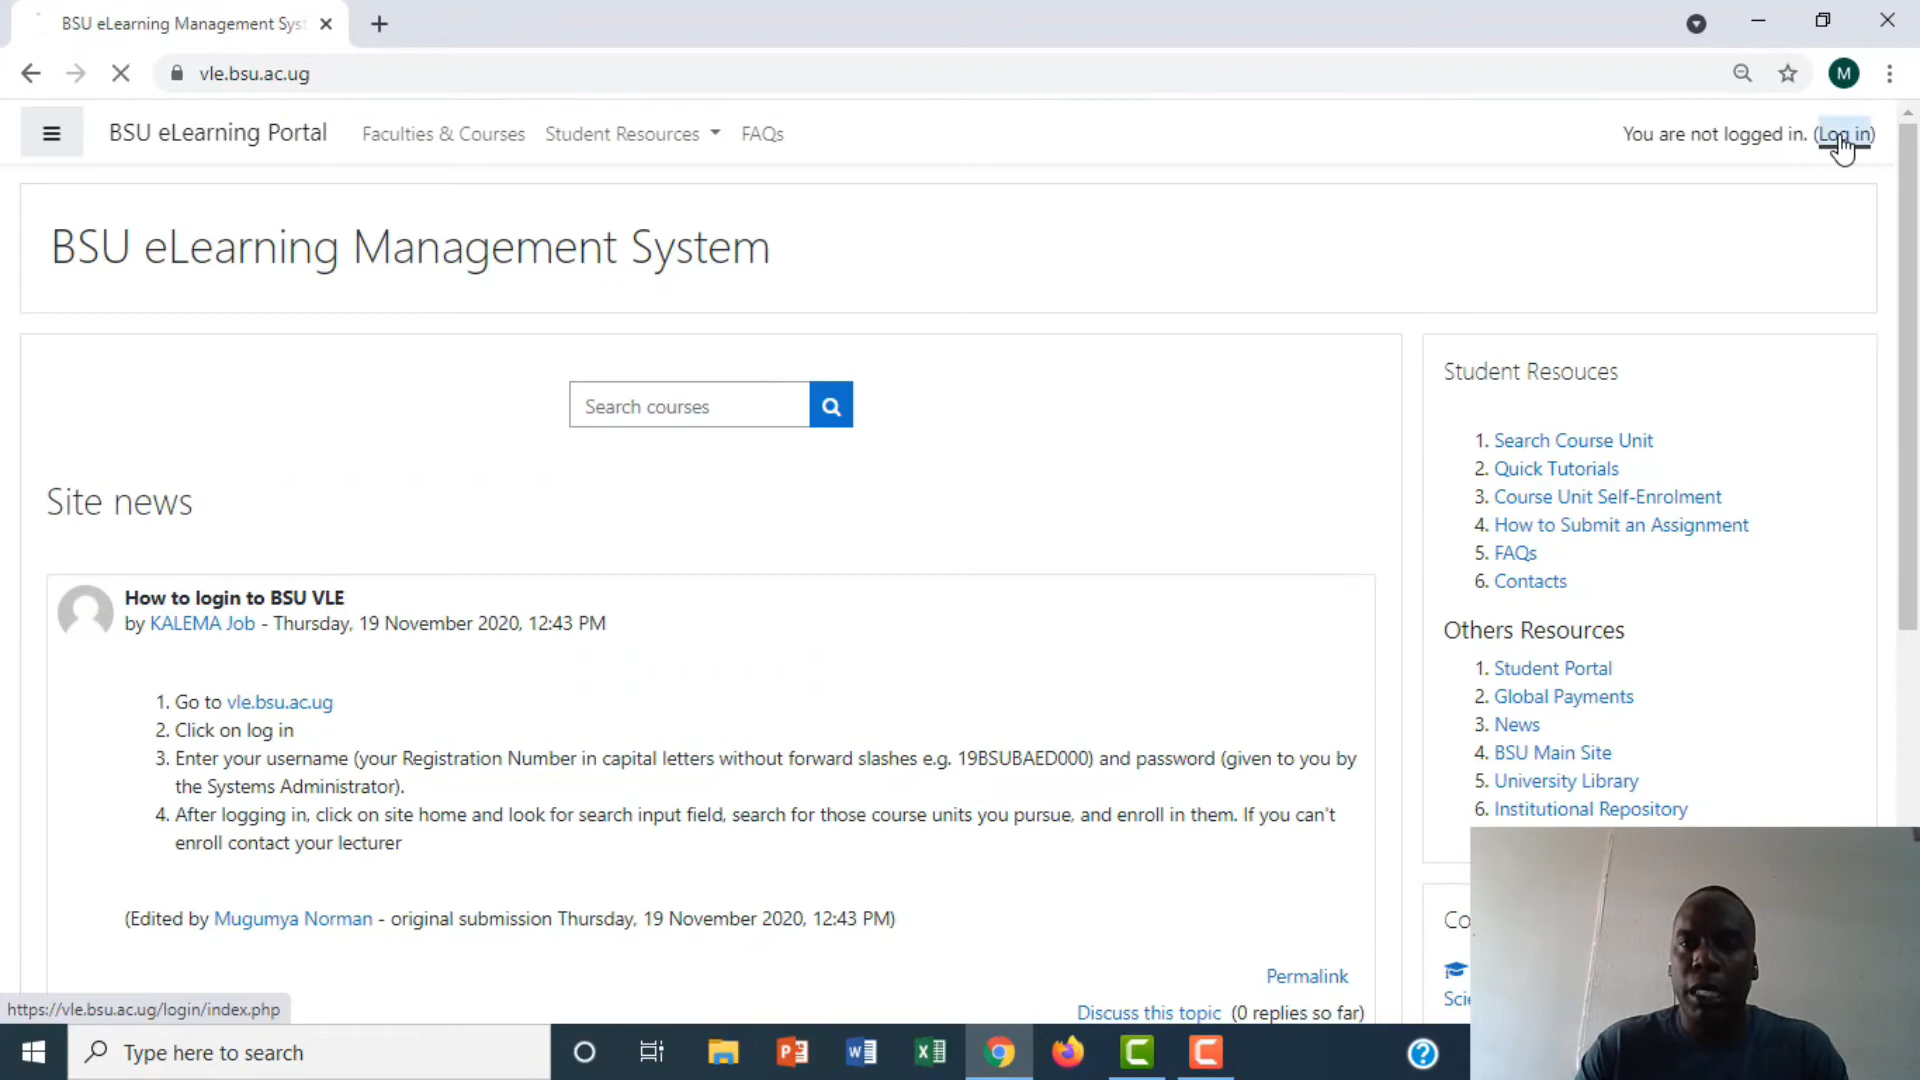 BSU eLearning Management Sys
vle.bsu.ac.ug
M
BSU eLearning Portal
Faculties & Courses
Student Resources
FAQs
You are not logged in. (Log in)
BSU eLearning Management System
Search courses
Site news
How to login to BSU VLE
by KALEMA Job - Thursday, 19 November 2020, 12:43 PM
1. Go to vle.bsu.ac.ug
2. Click on log in
3. Enter your username (your Registration Number in capital letters without forward slashes e.g. 19BSUBAED000) and password (given to you by
the Systems Administrator).
4. After logging in, click on site home and look for search input field, search for those course units you pursue, and enroll in them. If you can't
enroll contact your lecturer
(Edited by Mugumya Norman - original submission Thursday, 19 November 2020, 12:43 PM)
Permalink
Discuss this topic (0 replies so far)
Student Resouces
1. Search Course Unit
2. Quick Tutorials
3. Course Unit Self-Enrolment
4. How to Submit an Assignment
5. FAQs
6. Contacts
Others Resources
1. Student Portal
2. Global Payments
3. News
4. BSU Main Site
5. University Library
6. Institutional Repository
Co
Scie
https://vle.bsu.ac.ug/login/index.php
Type here to search